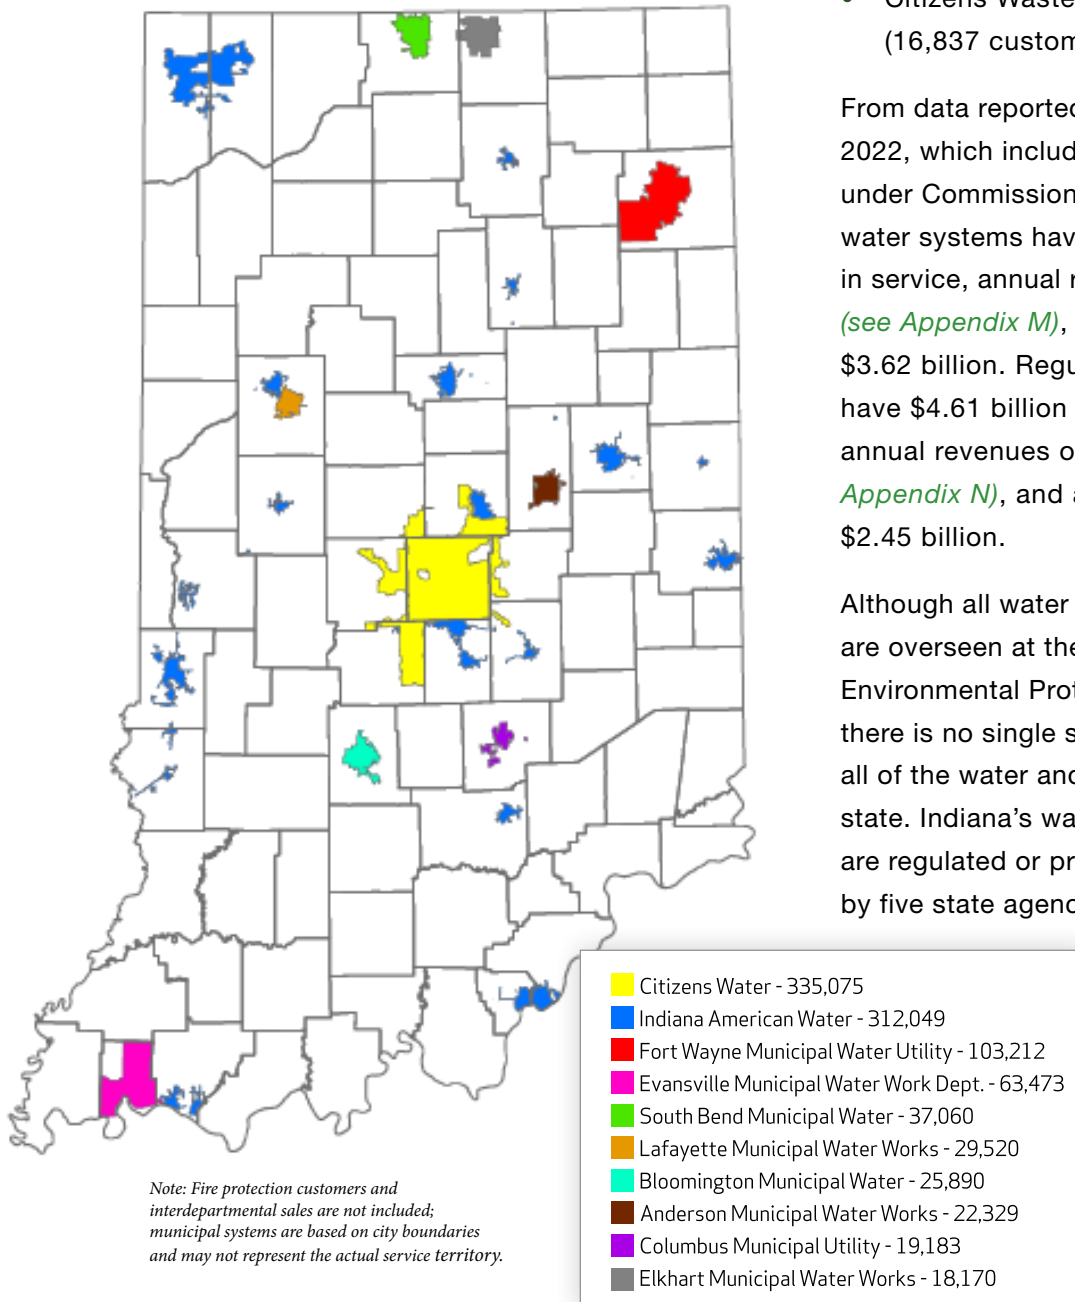 Citizens Waste
(16,837 custom
From data reported
2022, which includ
under Commission
water systems hav
in service, annual r
(see Appendix M),
$3.62 billion. Regu
have $4.61 billion
annual revenues o
Appendix N), and a
$2.45 billion.
Although all water
are overseen at the
Environmental Prot
there is no single s
all of the water and
state. Indiana's wa
are regulated or pr
by five state agenc
Citizens Water - 335,075
Indiana American Water - 312,049
Fort Wayne Municipal Water Utility - 103,212
Evansville Municipal Water Work Dept. - 63,473
South Bend Municipal Water - 37,060
Lafayette Municipal Water Works - 29,520
Bloomington Municipal Water - 25,890
Anderson Municipal Water Works - 22,329
Columbus Municipal Utility - 19,183
Elkhart Municipal Water Works - 18,170
Note: Fire protection customers and
interdepartmental sales are not included;
municipal systems are based on city boundaries
and may not represent the actual service territory.